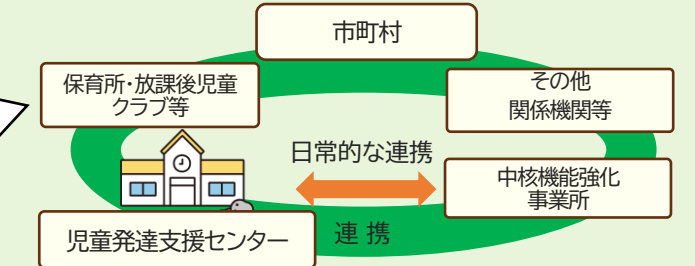 市町村
保育所・放課後児童
クラブ等
その他
関係機関等
日常的な連携
中核機能強化
事業所
児童発達支援センター
連 携